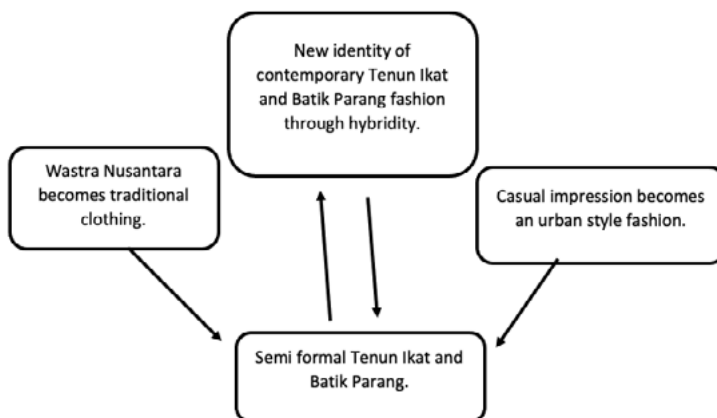 New identity of
contemporary Tenun Ikat
and Batik Parang fashion
through hybridity.
Wastra Nusantara
becomes traditional
clothing.
Casual impression becomes
an urban style fashion.
Semi formal Tenun Ikat and
Batik Parang.